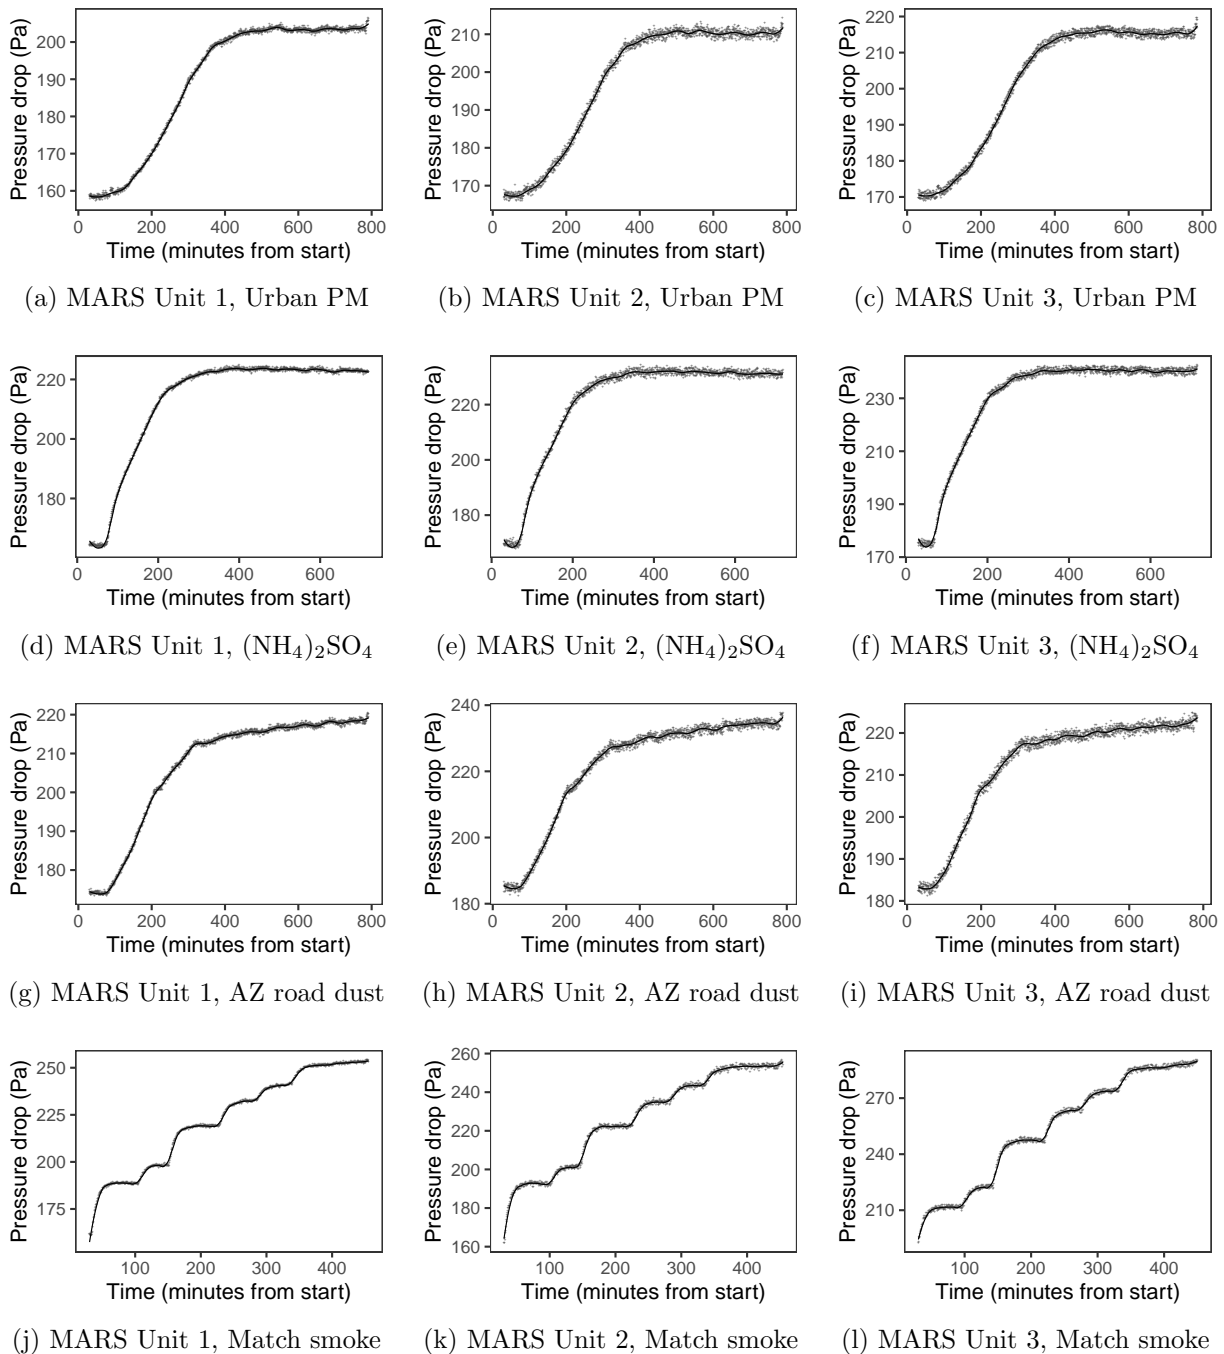 Pressure drop (Pa)
200
190
180
170
160
0 200 400 600 800
Time (minutes from start)
(a) MARS Unit 1, Urban PM
Pressure drop (Pa)
210
200
190
180
170
0 200 400 600 800
Time (minutes from start)
(b) MARS Unit 2, Urban PM
Pressure drop (Pa)
220
210
200
190
180
170
0 200 400 600 800
Time (minutes from start)
(c) MARS Unit 3, Urban PM
Pressure drop (Pa)
220
200
180
0 200 400 600
Time (minutes from start)
(d) MARS Unit 1, (NH₄)₂SO₄
Pressure drop (Pa)
220
200
180
0 200 400 600
Time (minutes from start)
(e) MARS Unit 2, (NH₄)₂SO₄
Pressure drop (Pa)
230
210
190
170
0 200 400 600
Time (minutes from start)
(f) MARS Unit 3, (NH₄)₂SO₄
Pressure drop (Pa)
220
210
200
190
180
0 200 400 600 800
Time (minutes from start)
(g) MARS Unit 1, AZ road dust
Pressure drop (Pa)
240
220
200
180
0 200 400 600 800
Time (minutes from start)
(h) MARS Unit 2, AZ road dust
Pressure drop (Pa)
220
210
200
190
180
0 200 400 600 800
Time (minutes from start)
(i) MARS Unit 3, AZ road dust
Pressure drop (Pa)
250
225
200
175
100 200 300 400
Time (minutes from start)
(j) MARS Unit 1, Match smoke
Pressure drop (Pa)
260
240
220
200
180
160
100 200 300 400
Time (minutes from start)
(k) MARS Unit 2, Match smoke
Pressure drop (Pa)
270
240
210
100 200 300 400
Time (minutes from start)
(l) MARS Unit 3, Match smoke